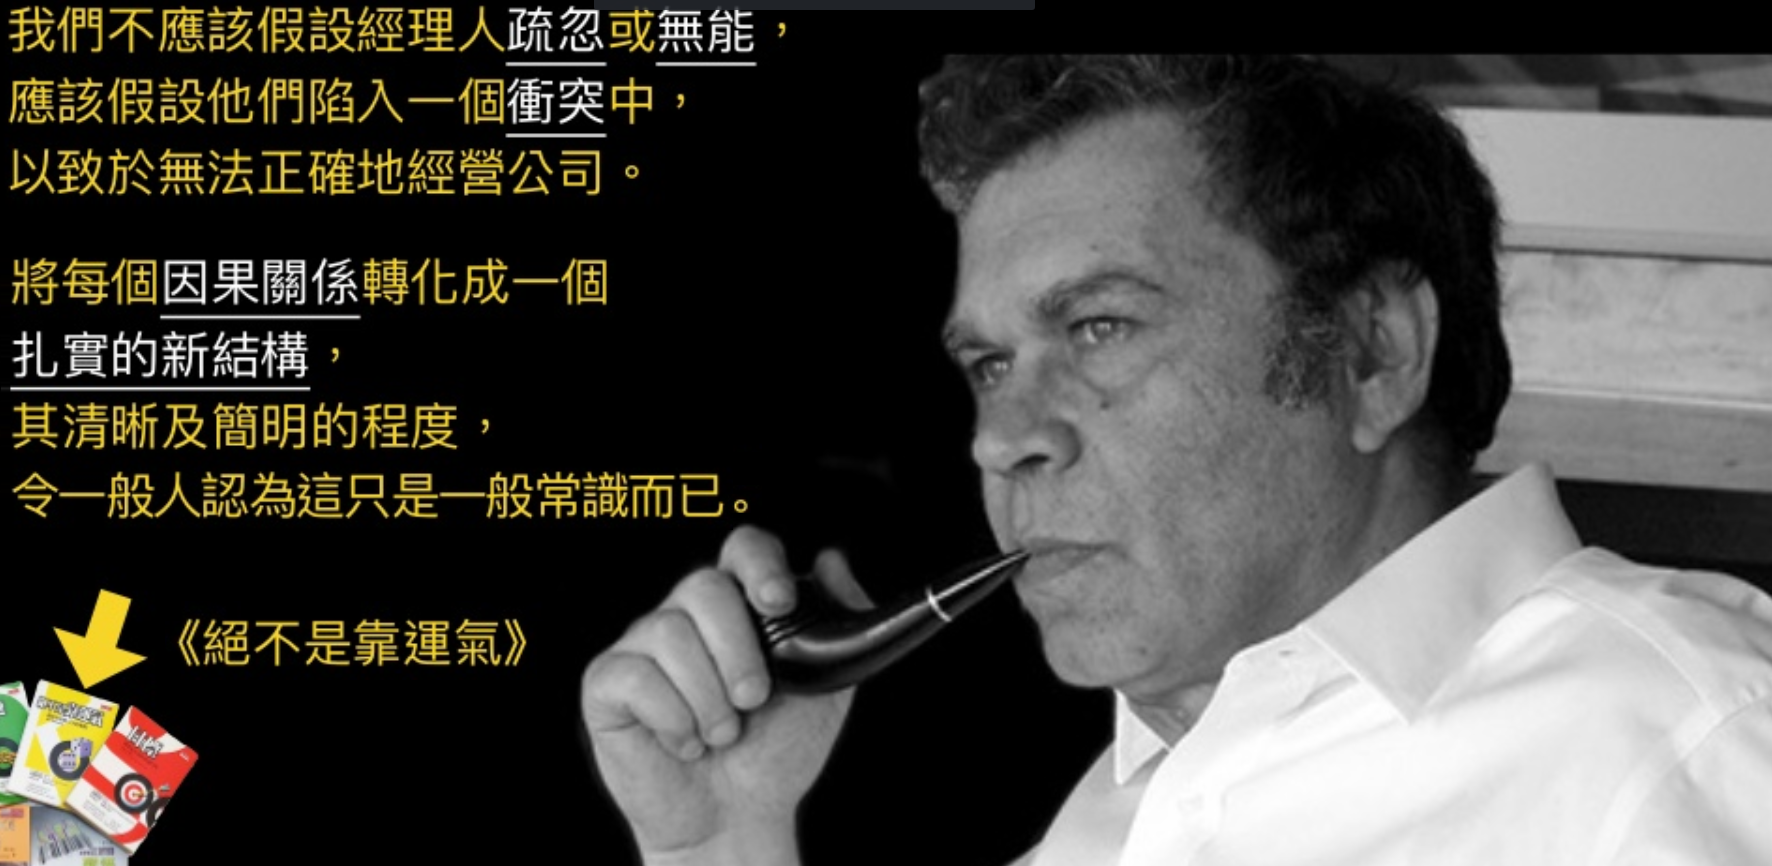 我們不應該假設經理人疏忽或無能，
應該假設他們陷入一個衝突中，
以致於無法正確地經營公司。
將每個因果關係轉化成一個
扎實的新結構，
其清晰及簡明的程度，
令一般人認為這只是一般常識而已。
《絕不是靠運氣》
目標